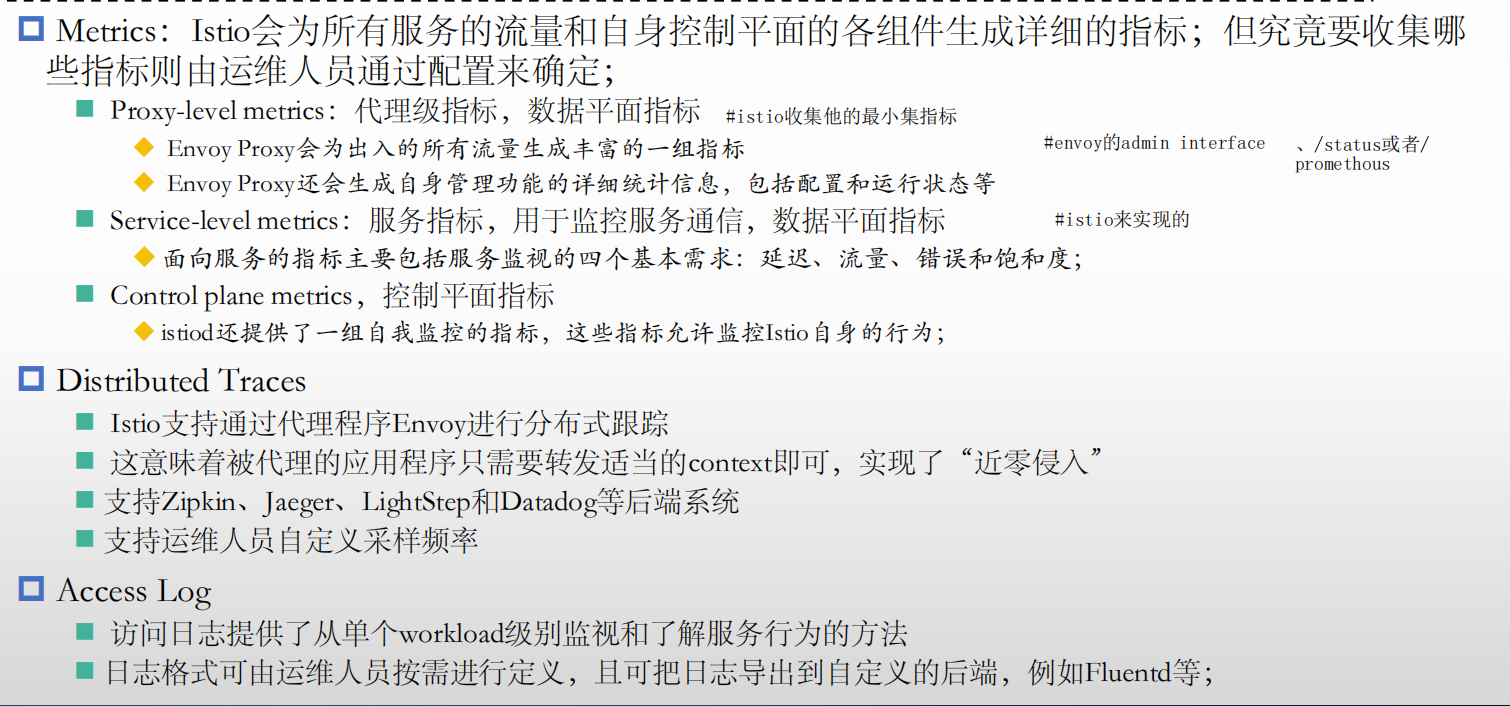 Metrics：Istio会为所有服务的流量和自身控制平面的各组件生成详细的指标；但究竟要收集哪
些指标则由运维人员通过配置来确定；
Proxy-level metrics：代理级指标，数据平面指标 #istio收集他的最小集指标
Envoy Proxy会为出入的所有流量生成丰富的一组指标 #envoy的admin interface 、/status或者/
promethous
Envoy Proxy还会生成自身管理功能的详细统计信息，包括配置和运行状态等
Service-level metrics：服务指标，用于监控服务通信，数据平面指标 #istio来实现的
面向服务的指标主要包括服务监视的四个基本需求：延迟、流量、错误和饱和度；
Control plane metrics，控制平面指标
istiod还提供了一组自我监控的指标，这些指标允许监控Istio自身的行为；
Distributed Traces
Istio支持通过代理程序Envoy进行分布式跟踪
这意味着被代理的应用程序只需要转发适当的context即可，实现了“近零侵入”
支持Zipkin、Jaeger、LightStep和Datadog等后端系统
支持运维人员自定义采样频率
Access Log
访问日志提供了从单个workload级别监视和了解服务行为的方法
日志格式可由运维人员按需进行定义，且可把日志导出到自定义的后端，例如Fluentd等；